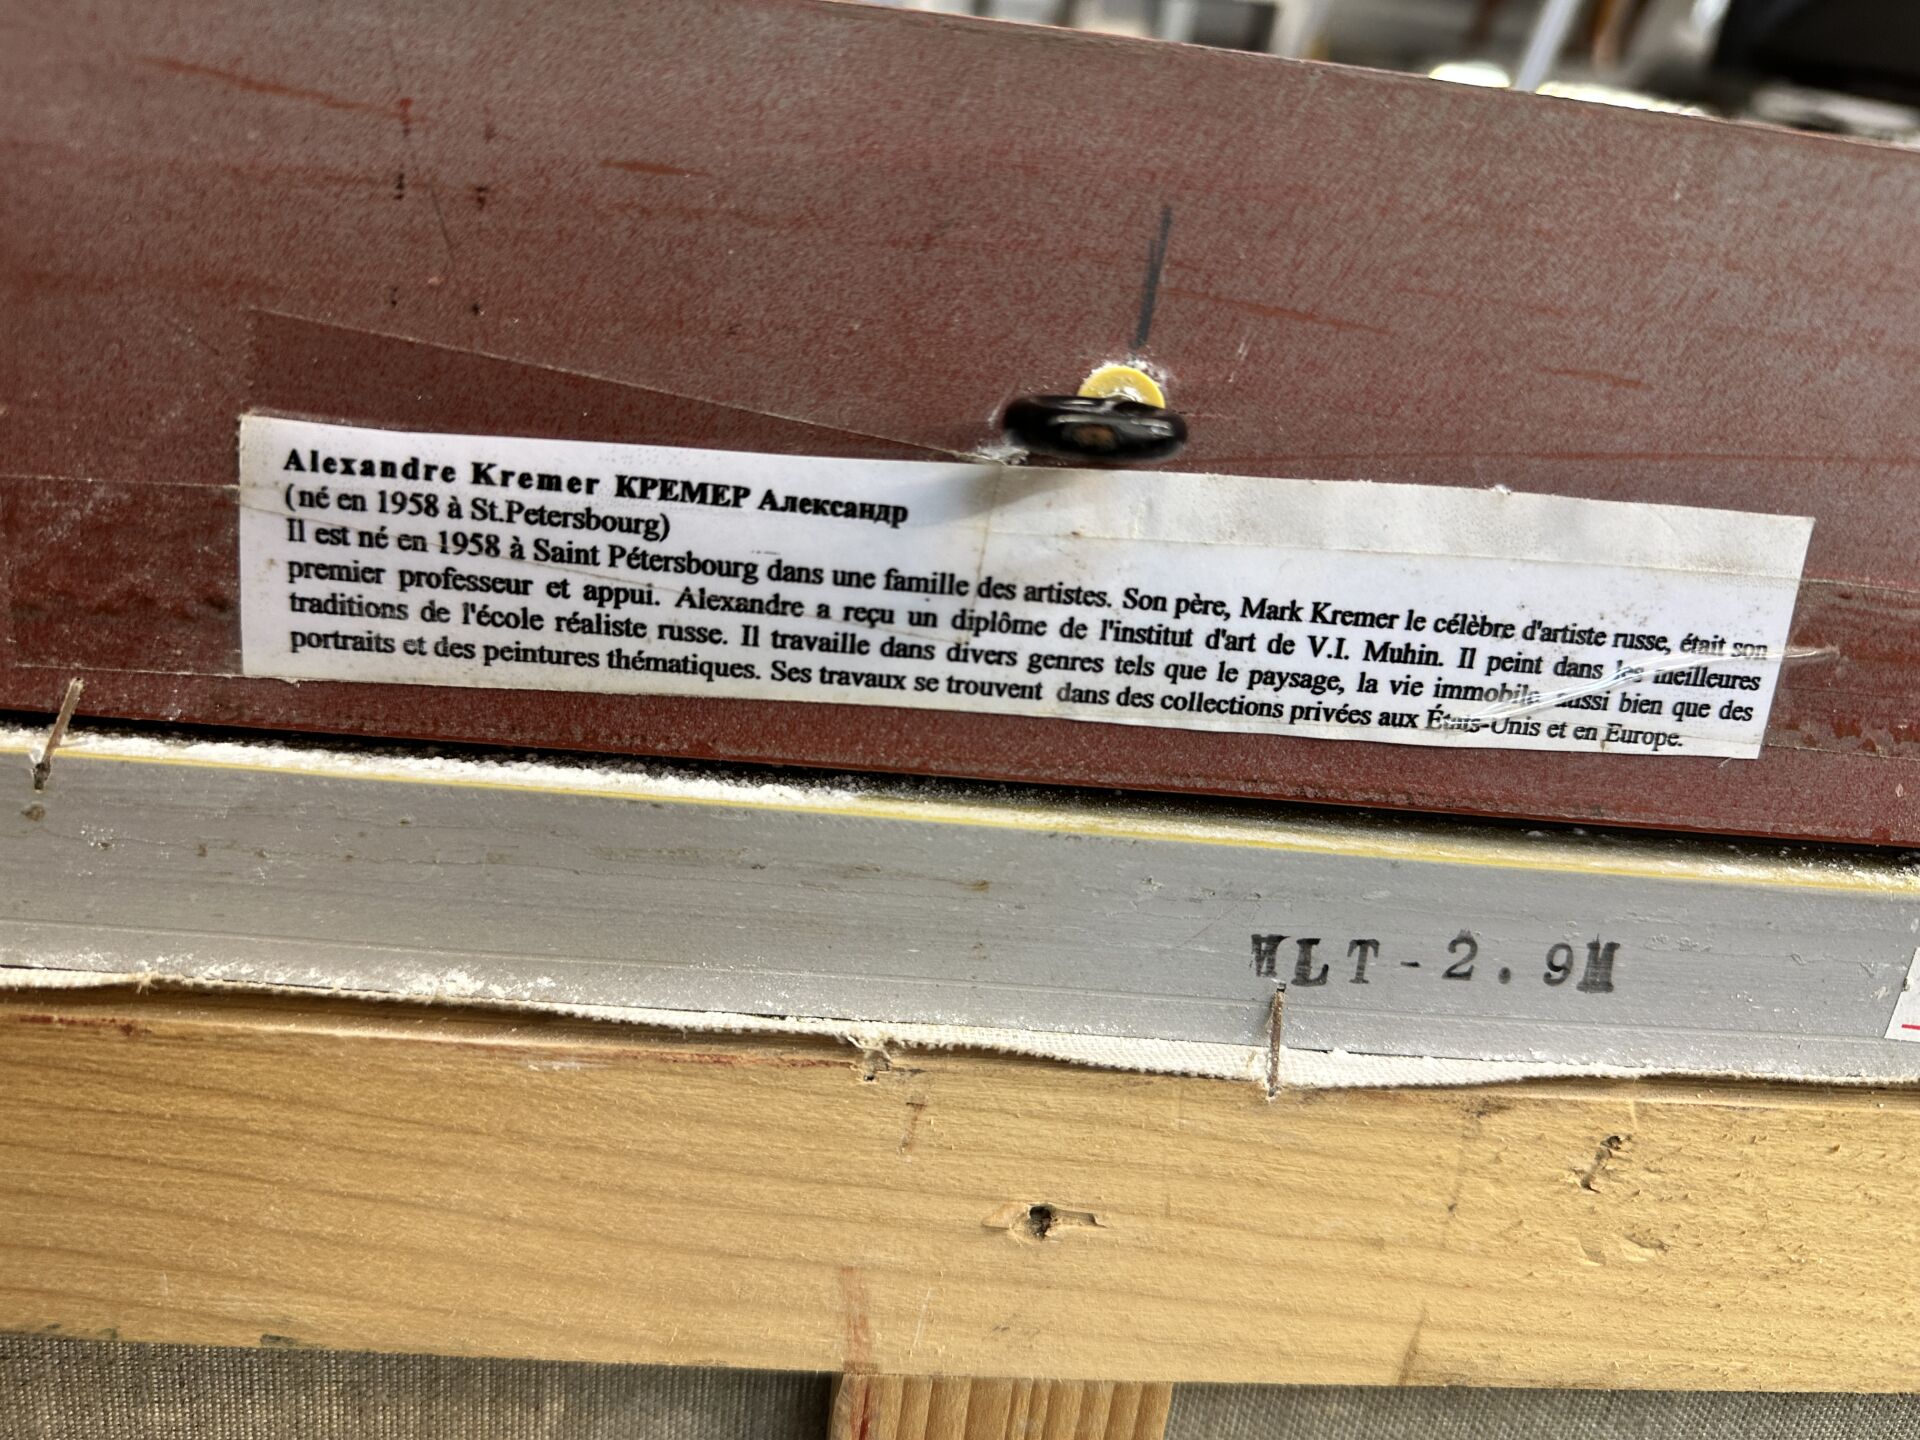 Alexandre Kremer КРЕМЕР Александр
(né en 1958 à St.Petersbourg)
Il est né en 1958 à Saint Pétersbourg dans une famille des artistes. Son père, Mark Kremer le célèbre d'artiste russe, était son
premier professeur et appui. Alexandre a reçu un diplôme de l'institut d'art de V.I. Muhin. Il peint dans les meilleures
traditions de l'école réaliste russe. Il travaille dans divers genres tels que le paysage, la vie immobile aussi bien que des
portraits et des peintures thématiques. Ses travaux se trouvent dans des collections privées aux États-Unis et en Europe.
WLT-2.9M